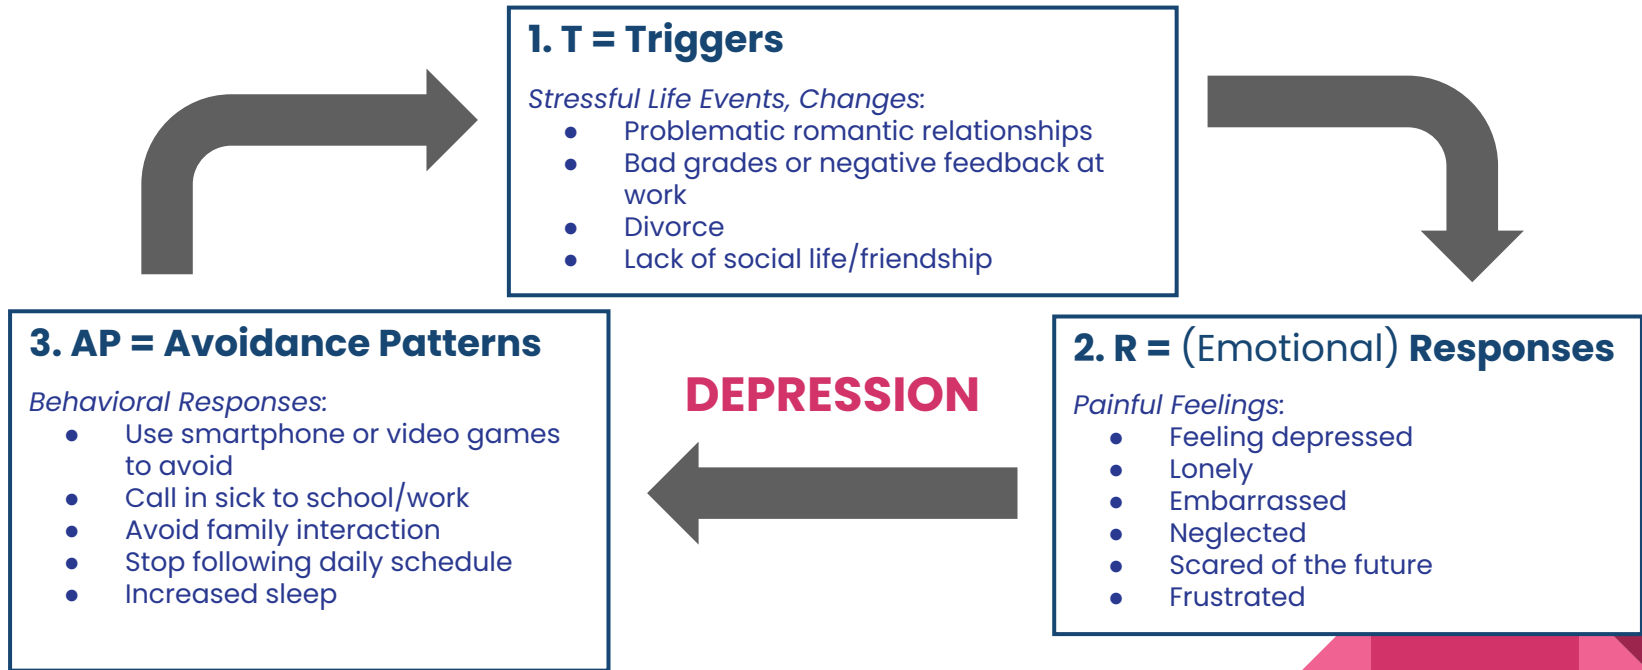 1. T = Triggers
Stressful Life Events, Changes:
● Problematic romantic relationships
● Bad grades or negative feedback at
work
● Divorce
● Lack of social life/friendship
2. R = (Emotional) Responses
Painful Feelings:
● Feeling depressed
● Lonely
● Embarrassed
● Neglected
● Scared of the future
● Frustrated
DEPRESSION
3. AP = Avoidance Patterns
Behavioral Responses:
● Use smartphone or video games
to avoid
● Call in sick to school/work
● Avoid family interaction
● Stop following daily schedule
● Increased sleep